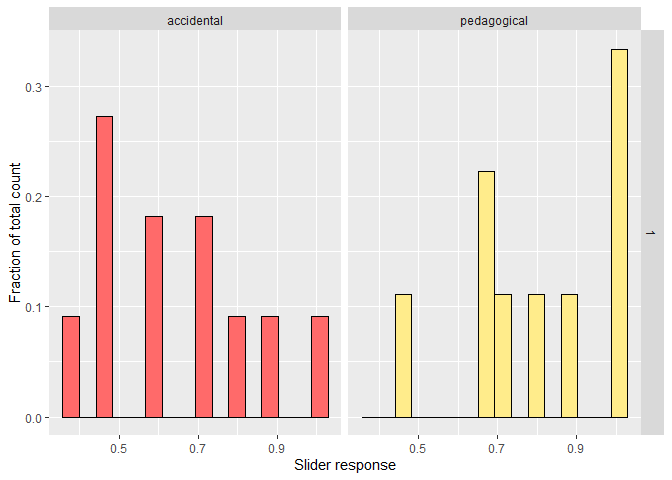 accidental
pedagogical
0.3
0.2
0.1
0.0
Fraction of total count
1
0.5
0.7
0.9
0.5
0.7
0.9
Slider response